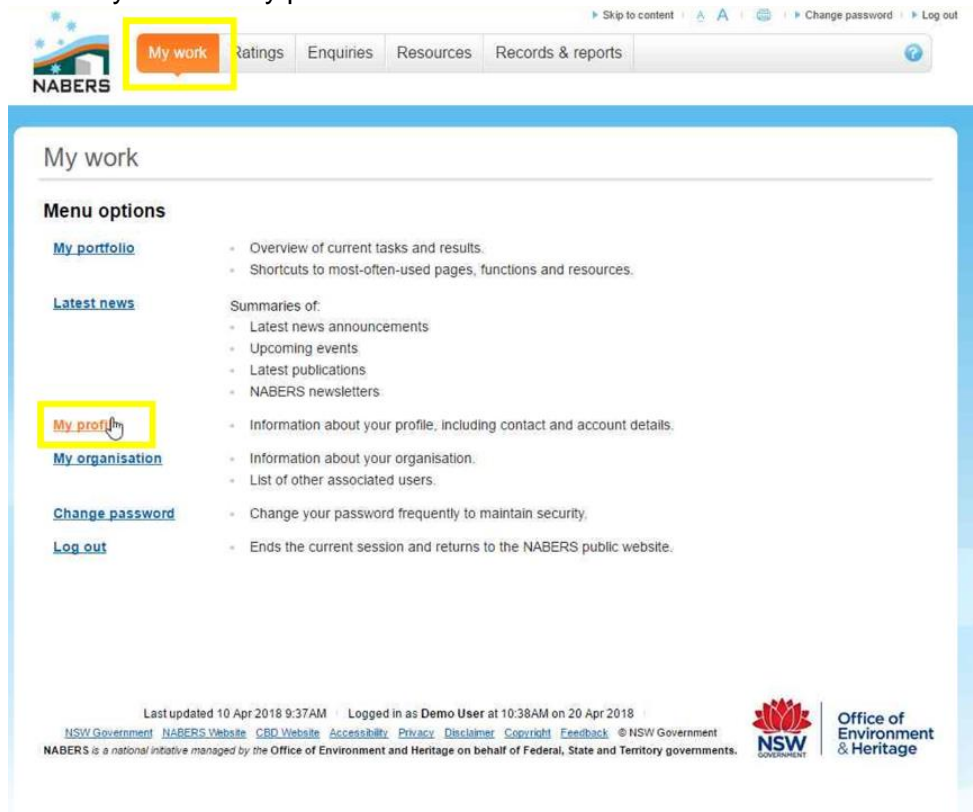 Skip to content A A Change password Log out
My work Ratings Enquiries Resources Records & reports ?
NABERS
My work
Menu options
My portfolio Overview of current tasks and results.
Shortcuts to most-often-used pages, functions and resources.
Latest news Summaries of:
Latest news announcements
Upcoming events
Latest publications
NABERS newsletters
My profi Information about your profile, including contact and account details.
My organisation Information about your organisation.
List of other associated users.
Change password Change your password frequently to maintain security.
Log out Ends the current session and returns to the NABERS public website.
Last updated 10 Apr 2018 9:37AM Logged in as Demo User at 10:38AM on 20 Apr 2018
NSW Government NABERS Website CBD Website Accessibility Privacy Disclaimer Copyright Feedback © NSW Government
NABERS is a national initiative managed by the Office of Environment and Heritage on behalf of Federal, State and Territory governments.
NSW
GOVERNMENT
Office of
Environment
& Heritage